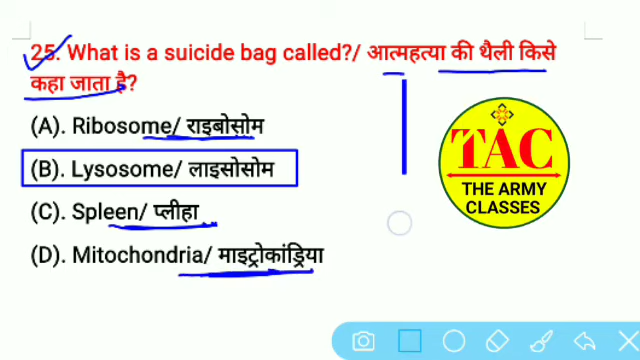 25. What is a suicide bag called?/ आत्महत्या की थैली किसे
कहा जाता है?
(A). Ribosome/ राइबोसोम
(B). Lysosome/ लाइसोसोम
(C). Spleen/ प्लीहा
(D). Mitochondria/ माइट्रोकांड्रिया
TAC
THE ARMY
CLASSES